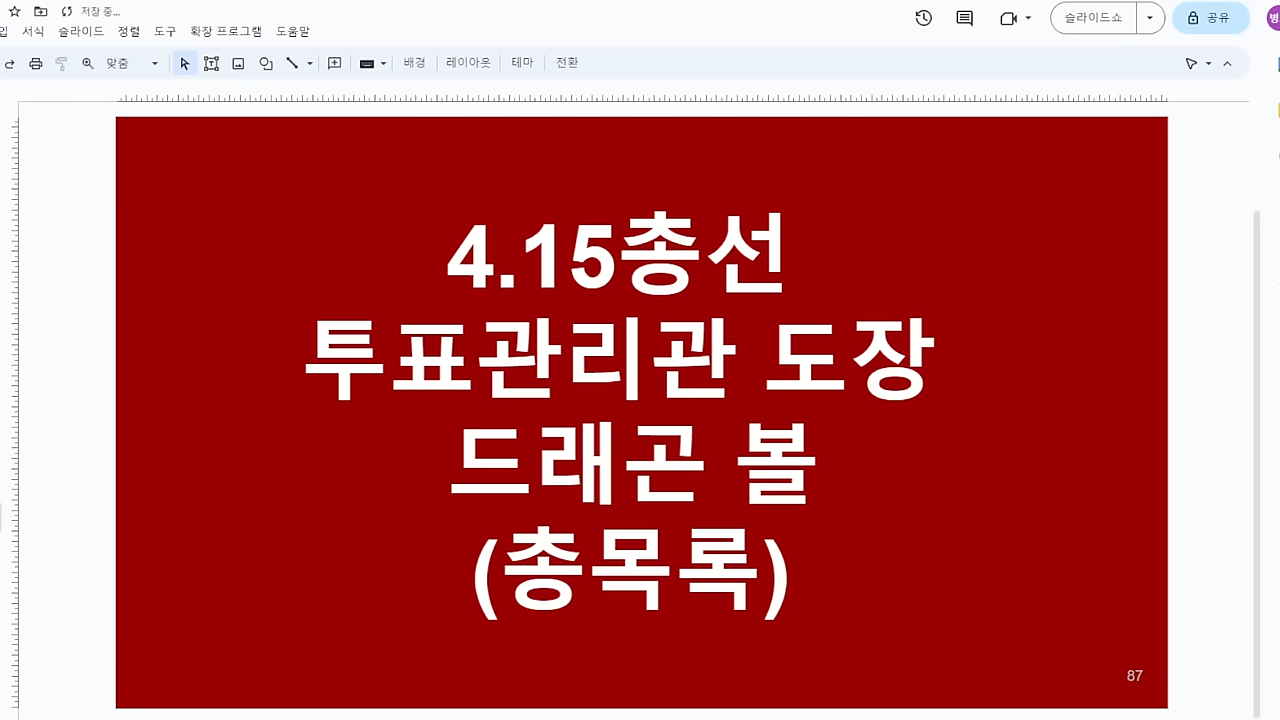 저장 중...
입 서식 슬라이드 정렬 도구 확장 프로그램 도움말
슬라이드쇼 공유
맞춤 배경 레이아웃 테마 전환
4.15총선
투표관리관 도장
드래곤 볼
(총목록)
87